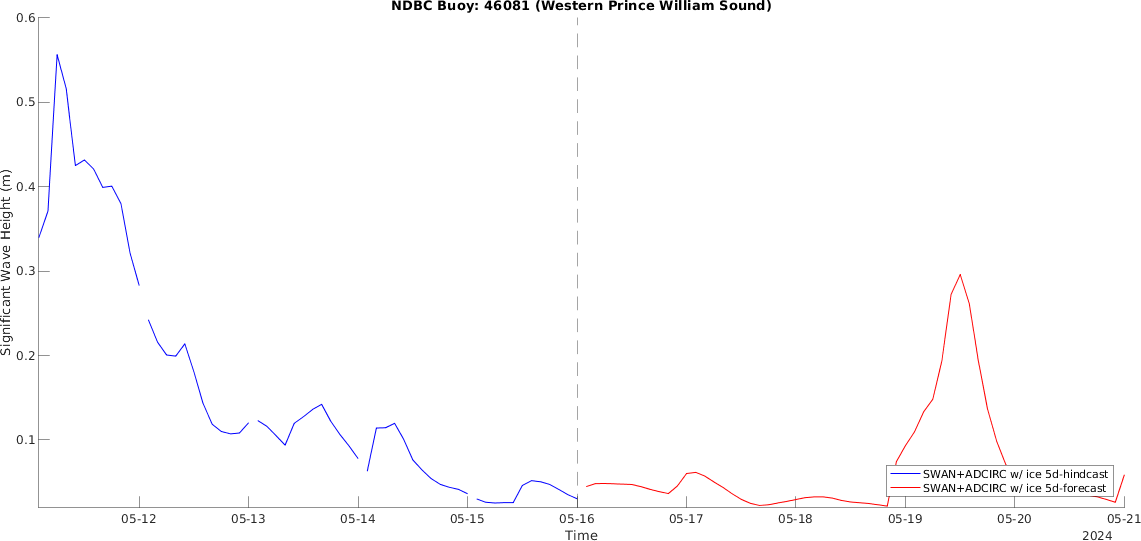 NDBC Buoy: 46081 (Western Prince William Sound)
0.6
0.5
0.4
0.3
0.2
0.1
Significant Wave Height (m)
SWAN+ADCIRC w/ ice 5d-hindcast
SWAN+ADCIRC w/ ice 5d-forecast
05-12 05-13 05-14 05-15 05-16 05-17 05-18 05-19 05-20 05-21
Time
2024